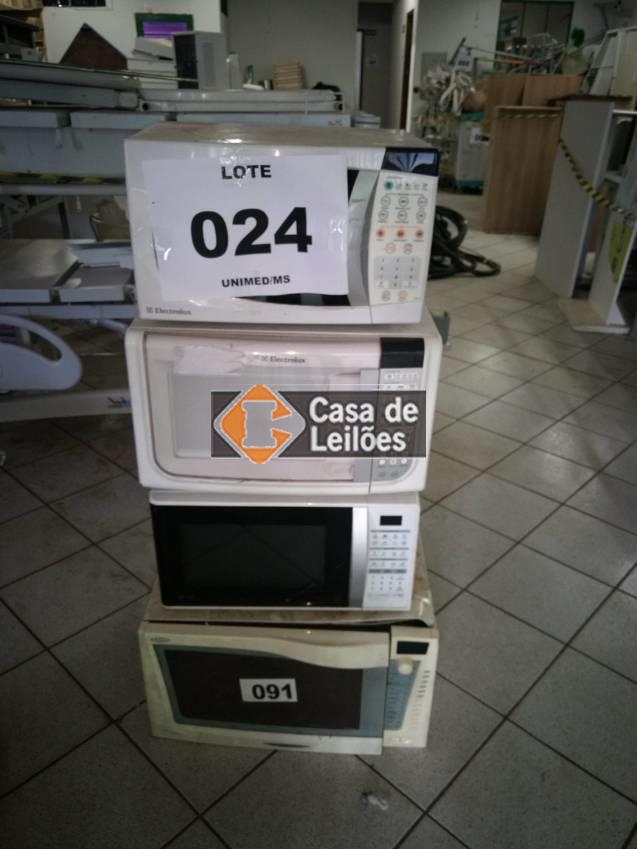 LOTE
024
UNIMED/MS
Electrolux
Electrolux
Casa de
Leilões
091